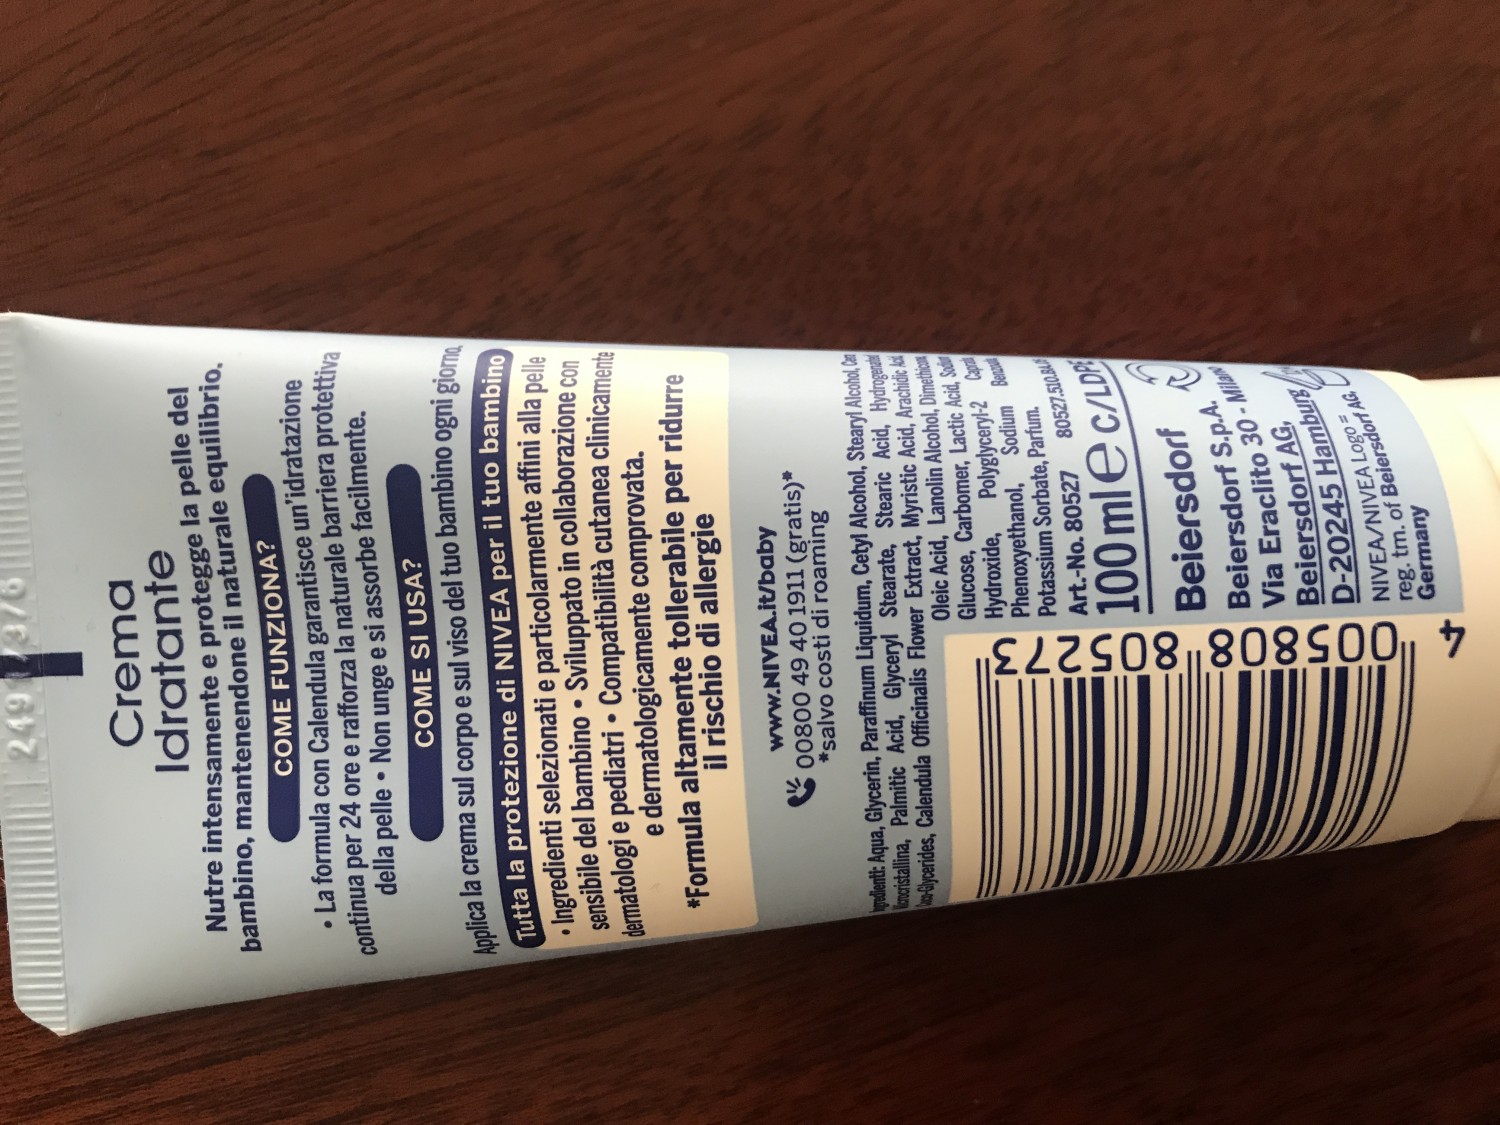 Crema
Idratante
Nutre intensamente e protegge la pelle del
bambino, mantenendone il naturale equilibrio.
COME FUNZIONA?
• La formula con Calendula garantisce un'idratazione
continua per 24 ore e rafforza la naturale barriera protettiva
della pelle • Non unge e si assorbe facilmente.
COME SI USA?
Applica la crema sul corpo e sul viso del tuo bambino ogni giorno.
Tutta la protezione di NIVEA per il tuo bambino
• Ingredienti selezionati e particolarmente affini alla pelle
sensibile del bambino • Sviluppato in collaborazione con
dermatologi e pediatri • Compatibilità cutanea clinicamente
e dermatologicamente comprovata.
*Formula altamente tollerabile per ridurre
il rischio di allergie
www.NIVEA.it/baby
00800 49 40 1911 (gratis)*
*salvo costi di roaming
Ingredienti: Aqua, Glycerin, Paraffinum Liquidum, Cetyl Alcohol, Stearyl Alcohol,
Microcristallina, Palmitic Acid, Glyceryl Stearate, Stearic Acid,
Coco-Glycerides, Calendula Officinalis Flower Extract, Myristic Acid, Arachidic Acid
Oleic Acid, Lanolin Alcohol,
Glucose, Carbomer, Lactic Acid,
Hydroxide, Polyglyceryl-2
Phenoxyethanol, Sodium
Potassium Sorbate, Parfum.
Art.-No. 80527
100 ml e C/LDPE
Beiersdorf
Beiersdorf S.p.A.
Via Eraclito 30 - Milano
Beiersdorf AG,
D-20245 Hamburg
NIVEA/NIVEA Logo =
reg. tm. of Beiersdorf AG,
Germany
4 005808 805273